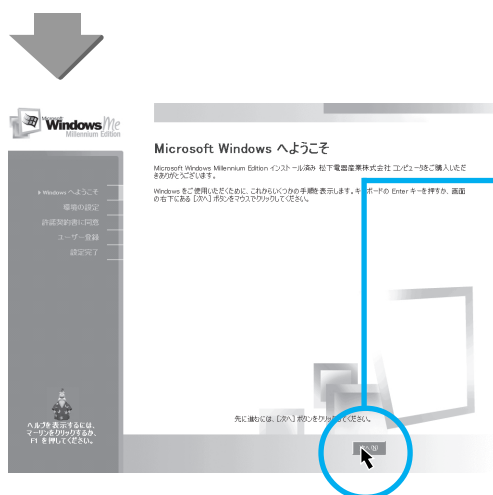 Microsoft
Windows Me
Millennium Edition
Microsoft Windows へようこそ
Microsoft Windows Millennium Edition インストール済み 松下電器産業株式会社 コンピュータをご購入いただ
きありがとうございます。
Windows をご使用いただくために、これからいくつかの手順を表示します。キーボードの Enter キーを押すか、画面
の右下にある [次へ] ボタンをマウスでクリックしてください。
Windows へようこそ
環境の設定
許諾契約書に同意
ユーザー登録
設定完了
ヘルプを表示するには、
マーリンをクリックするか、
F1 を押してください。
先に進むには、[次へ] ボタンをクリックしてください。